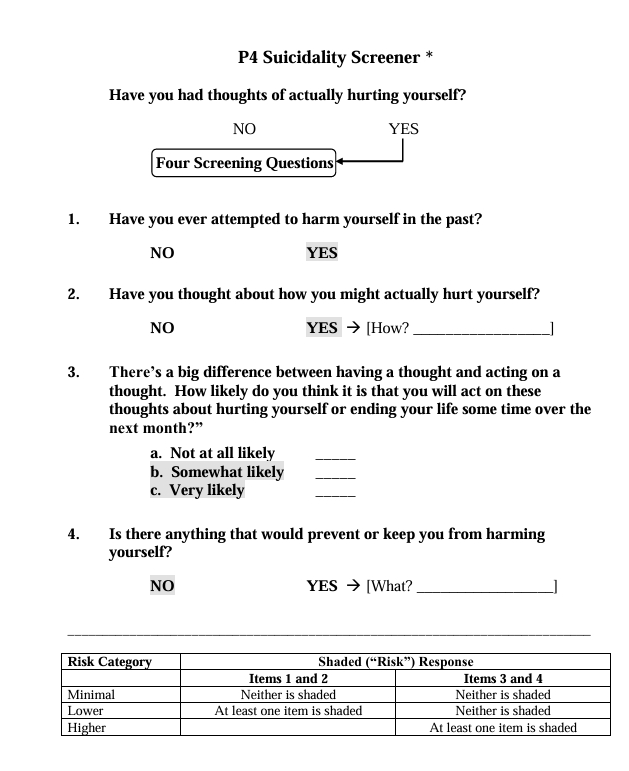 P4 Suicidality Screener *
Have you had thoughts of actually hurting yourself?
NO YES
Four Screening Questions
1. Have you ever attempted to harm yourself in the past?
NO YES
2. Have you thought about how you might actually hurt yourself?
NO YES → [How? _________________]
3. There’s a big difference between having a thought and acting on a
thought. How likely do you think it is that you will act on these
thoughts about hurting yourself or ending your life some time over the
next month?”
a. Not at all likely _____
b. Somewhat likely _____
c. Very likely _____
4. Is there anything that would prevent or keep you from harming
yourself?
NO YES → [What? _________________]
Risk Category Shaded (“Risk”) Response
Items 1 and 2 Items 3 and 4
Minimal Neither is shaded Neither is shaded
Lower At least one item is shaded Neither is shaded
Higher At least one item is shaded